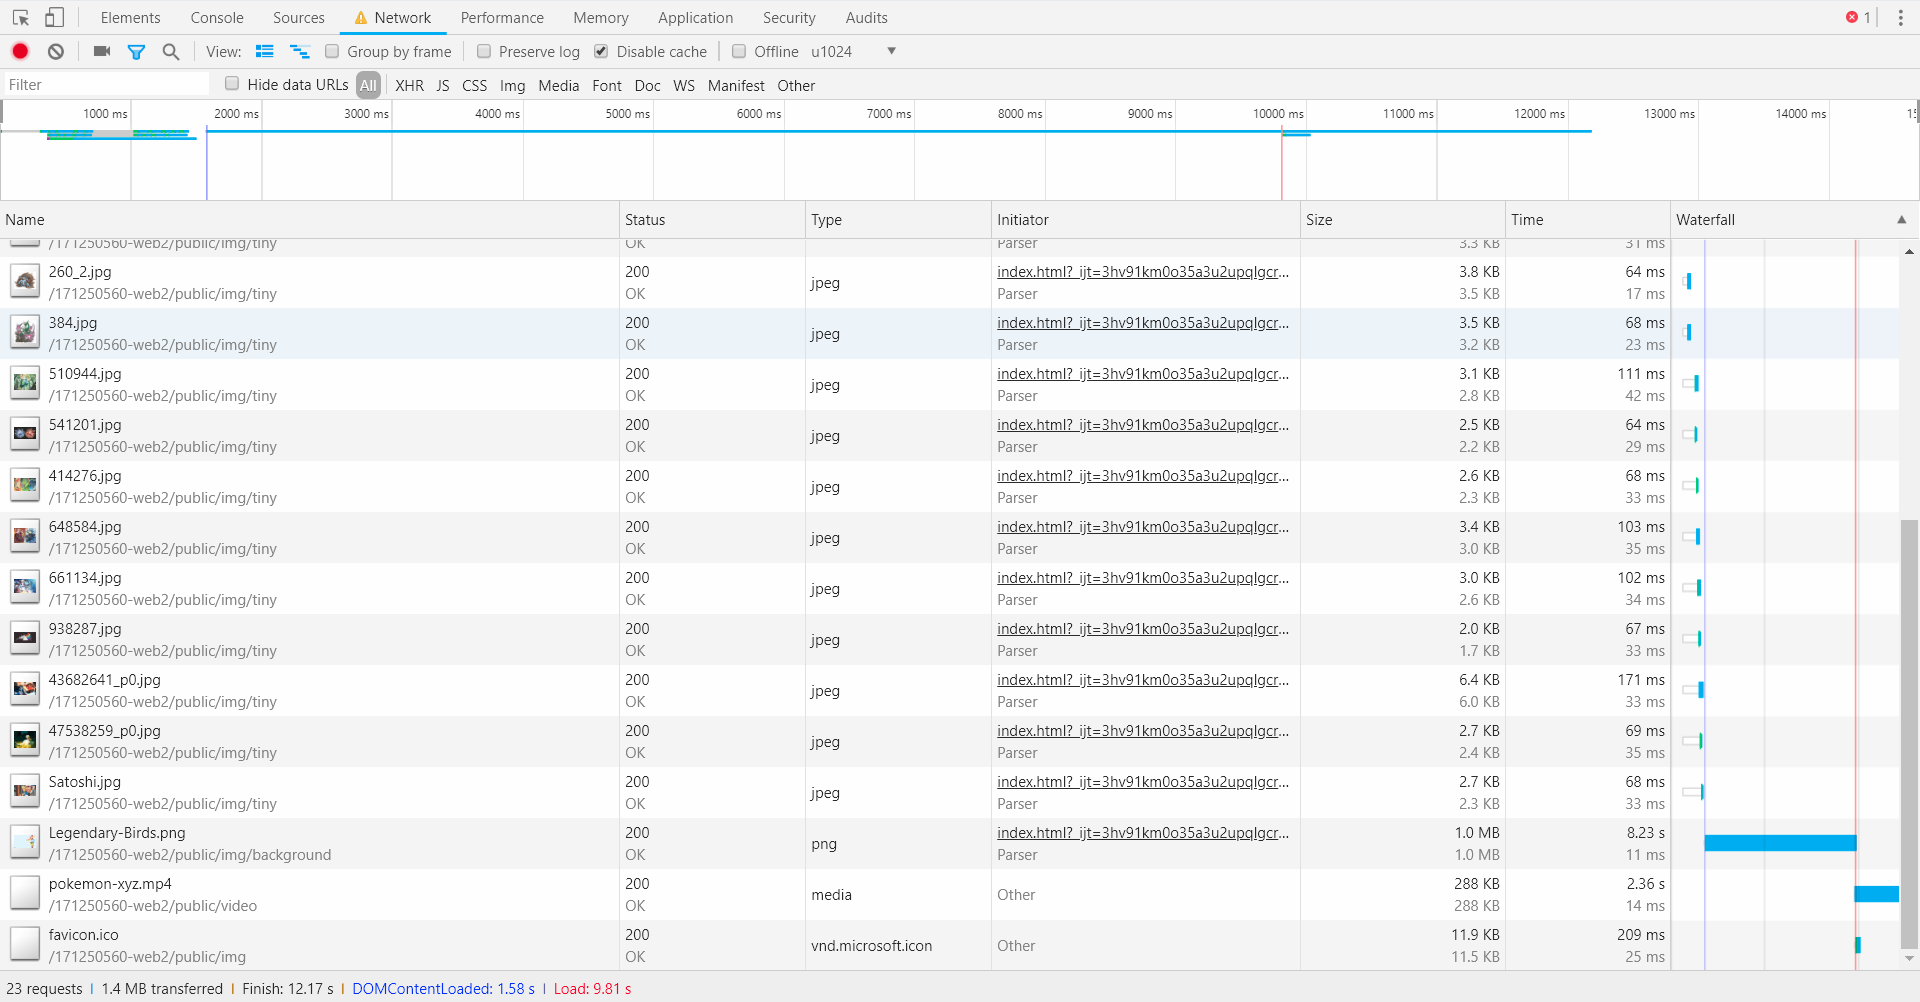 Elements Console Sources Network Performance Memory Application Security Audits 1
View: Group by frame Preserve log Disable cache Offline u1024
Filter Hide data URLs All XHR JS CSS Img Media Font Doc WS Manifest Other
1000 ms 2000 ms 3000 ms 4000 ms 5000 ms 6000 ms 7000 ms 8000 ms 9000 ms 10000 ms 11000 ms 12000 ms 13000 ms 14000 ms
Name Status Type Initiator Size Time Waterfall
/171250560-web2/public/img/tiny OK Parser 3.3 KB 31 ms
260_2.jpg 200 jpeg index.html?_ijt=3hv91km0o35a3u2upqlgcr... 3.8 KB 64 ms
/171250560-web2/public/img/tiny OK Parser 3.5 KB 17 ms
384.jpg 200 jpeg index.html?_ijt=3hv91km0o35a3u2upqlgcr... 3.5 KB 68 ms
/171250560-web2/public/img/tiny OK Parser 3.2 KB 23 ms
510944.jpg 200 jpeg index.html?_ijt=3hv91km0o35a3u2upqlgcr... 3.1 KB 111 ms
/171250560-web2/public/img/tiny OK Parser 2.8 KB 42 ms
541201.jpg 200 jpeg index.html?_ijt=3hv91km0o35a3u2upqlgcr... 2.5 KB 64 ms
/171250560-web2/public/img/tiny OK Parser 2.2 KB 29 ms
414276.jpg 200 jpeg index.html?_ijt=3hv91km0o35a3u2upqlgcr... 2.6 KB 68 ms
/171250560-web2/public/img/tiny OK Parser 2.3 KB 33 ms
648584.jpg 200 jpeg index.html?_ijt=3hv91km0o35a3u2upqlgcr... 3.4 KB 103 ms
/171250560-web2/public/img/tiny OK Parser 3.0 KB 35 ms
661134.jpg 200 jpeg index.html?_ijt=3hv91km0o35a3u2upqlgcr... 3.0 KB 102 ms
/171250560-web2/public/img/tiny OK Parser 2.6 KB 34 ms
938287.jpg 200 jpeg index.html?_ijt=3hv91km0o35a3u2upqlgcr... 2.0 KB 67 ms
/171250560-web2/public/img/tiny OK Parser 1.7 KB 33 ms
43682641_p0.jpg 200 jpeg index.html?_ijt=3hv91km0o35a3u2upqlgcr... 6.4 KB 171 ms
/171250560-web2/public/img/tiny OK Parser 6.0 KB 33 ms
47538259_p0.jpg 200 jpeg index.html?_ijt=3hv91km0o35a3u2upqlgcr... 2.7 KB 69 ms
/171250560-web2/public/img/tiny OK Parser 2.4 KB 35 ms
Satoshi.jpg 200 jpeg index.html?_ijt=3hv91km0o35a3u2upqlgcr... 2.7 KB 68 ms
/171250560-web2/public/img/tiny OK Parser 2.3 KB 33 ms
Legendary-Birds.png 200 png index.html?_ijt=3hv91km0o35a3u2upqlgcr... 1.0 MB 8.23 s
/171250560-web2/public/img/background OK Parser 1.0 MB 11 ms
pokemon-xyz.mp4 200 media Other 288 KB 2.36 s
/171250560-web2/public/video OK 288 KB 14 ms
favicon.ico 200 vnd.microsoft.icon Other 11.9 KB 209 ms
/171250560-web2/public/img OK 11.5 KB 25 ms
23 requests | 1.4 MB transferred | Finish: 12.17 s | DOMContentLoaded: 1.58 s | Load: 9.81 s